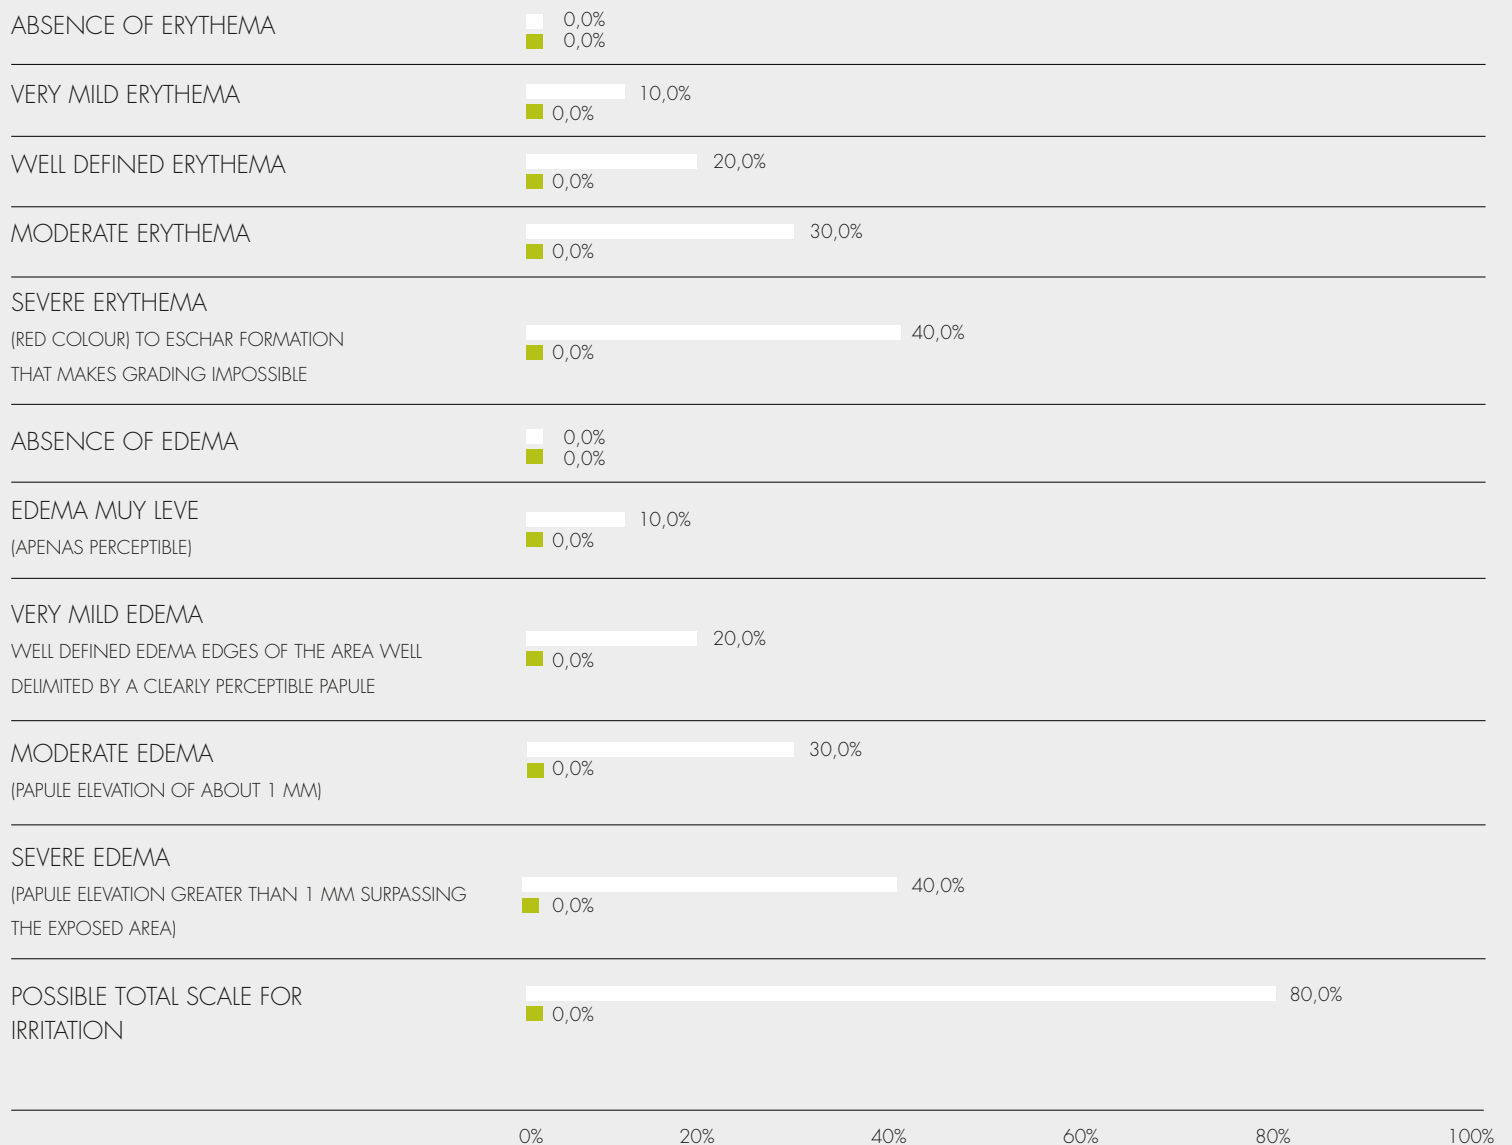 ABSENCE OF ERYTHEMA
0,0%
0,0%
VERY MILD ERYTHEMA
10,0%
0,0%
WELL DEFINED ERYTHEMA
20,0%
0,0%
MODERATE ERYTHEMA
30,0%
0,0%
SEVERE ERYTHEMA
(RED COLOUR) TO ESCHAR FORMATION
THAT MAKES GRADING IMPOSSIBLE
40,0%
0,0%
ABSENCE OF EDEMA
0,0%
0,0%
EDEMA MUY LEVE
(APENAS PERCEPTIBLE)
10,0%
0,0%
VERY MILD EDEMA
WELL DEFINED EDEMA EDGES OF THE AREA WELL
DELIMITED BY A CLEARLY PERCEPTIBLE PAPULE
20,0%
0,0%
MODERATE EDEMA
(PAPULE ELEVATION OF ABOUT 1 MM)
30,0%
0,0%
SEVERE EDEMA
(PAPULE ELEVATION GREATER THAN 1 MM SURPASSING
THE EXPOSED AREA)
40,0%
0,0%
POSSIBLE TOTAL SCALE FOR
IRRITATION
80,0%
0,0%
0% 20% 40% 60% 80% 100%